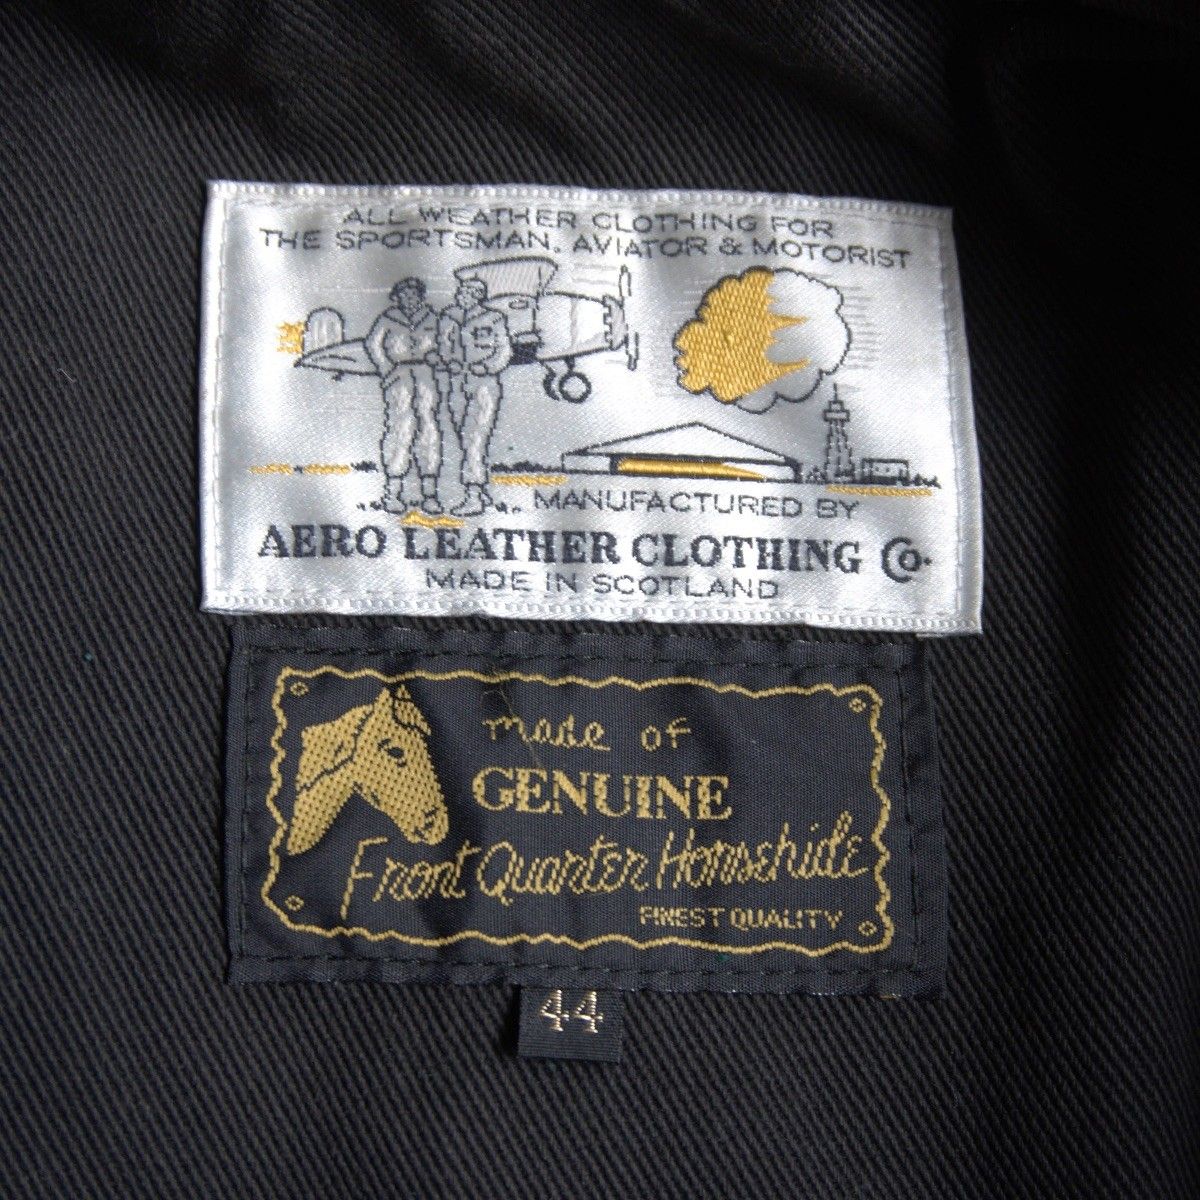 ALL WEATHER CLOTHING FOR
THE SPORTSMAN. AVIATOR & MOTORIST
MANUFACTURED BY
AERO LEATHER CLOTHING Co.
MADE IN SCOTLAND
made of
GENUINE
Front Quarter Horsehide
FINEST QUALITY
44